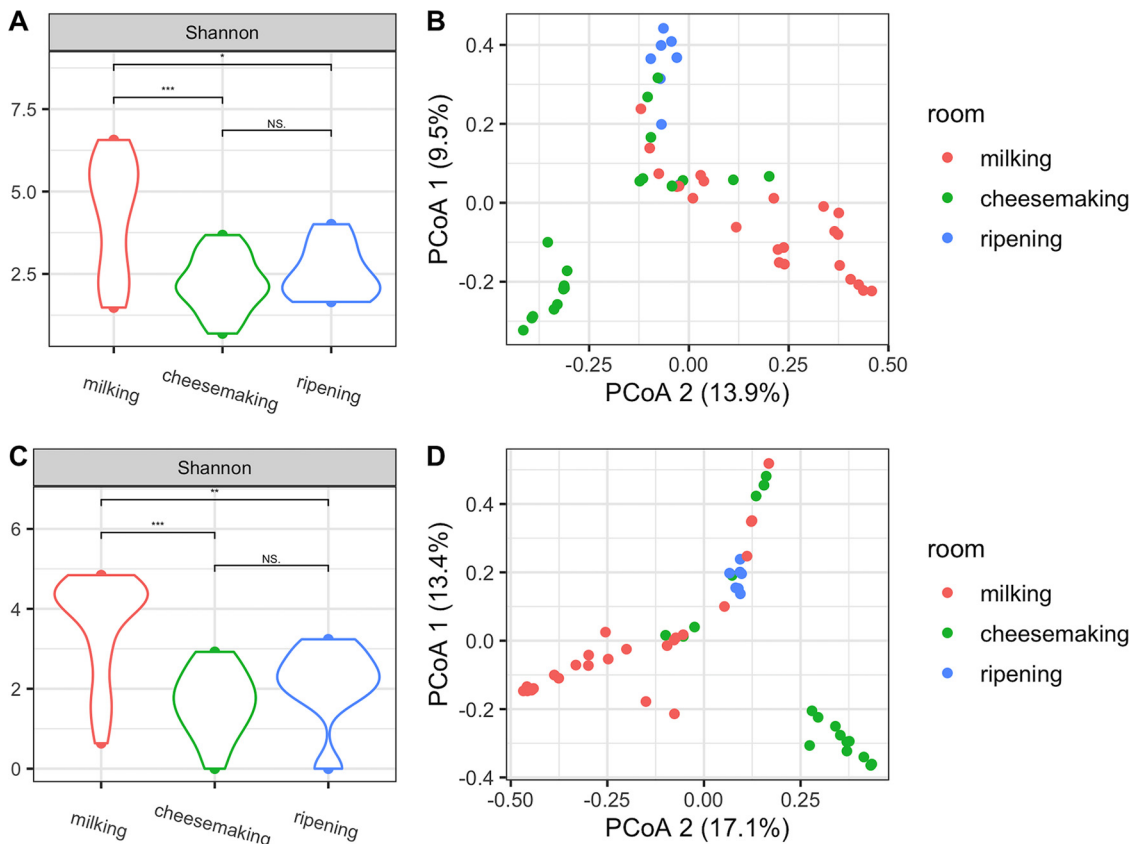 A
Shannon
*
***
NS.
7.5
5.0
2.5
milking
cheesemaking
ripening
B
0.4
0.2
0.0
-0.2
-0.25
0.00
0.25
0.50
PCoA 1 (9.5%)
PCoA 2 (13.9%)
room
milking
cheesemaking
ripening
C
Shannon
**
***
NS.
6
4
2
0
milking
cheesemaking
ripening
D
0.4
0.2
0.0
-0.2
-0.4
-0.50
-0.25
0.00
0.25
PCoA 1 (13.4%)
PCoA 2 (17.1%)
room
milking
cheesemaking
ripening